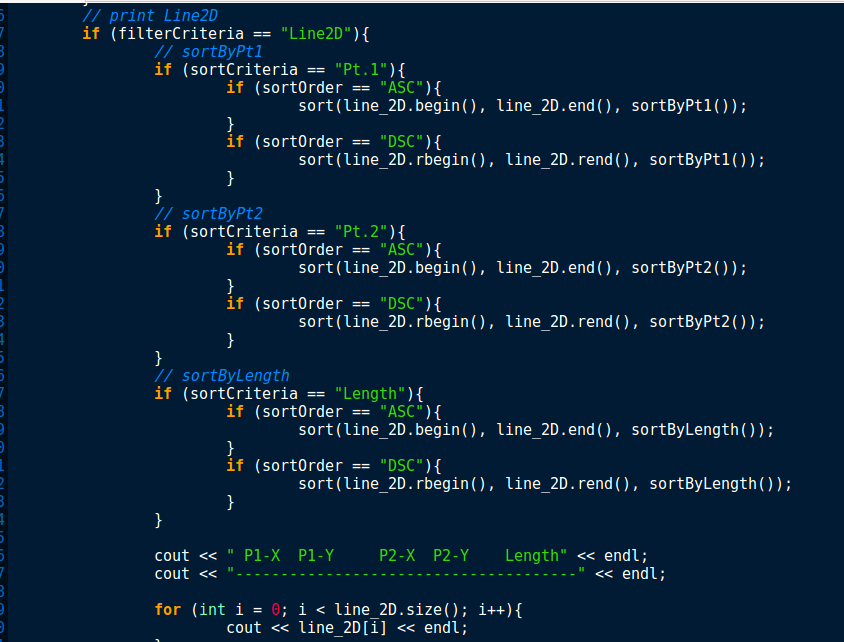 // print Line2D
if (filterCriteria == "Line2D"){
// sortByPt1
if (sortCriteria == "Pt.1"){
if (sortOrder == "ASC"){
sort(line_2D.begin(), line_2D.end(), sortByPt1());
}
if (sortOrder == "DSC"){
sort(line_2D.rbegin(), line_2D.rend(), sortByPt1());
}
}
// sortByPt2
if (sortCriteria == "Pt.2"){
if (sortOrder == "ASC"){
sort(line_2D.begin(), line_2D.end(), sortByPt2());
}
if (sortOrder == "DSC"){
sort(line_2D.rbegin(), line_2D.rend(), sortByPt2());
}
}
// sortByLength
if (sortCriteria == "Length"){
if (sortOrder == "ASC"){
sort(line_2D.begin(), line_2D.end(), sortByLength());
}
if (sortOrder == "DSC"){
sort(line_2D.rbegin(), line_2D.rend(), sortByLength());
}
}
cout << " P1-X  P1-Y     P2-X  P2-Y    Length" << endl;
cout << "--------------------------------------" << endl;
for (int i = 0; i < line_2D.size(); i++){
cout << line_2D[i] << endl;